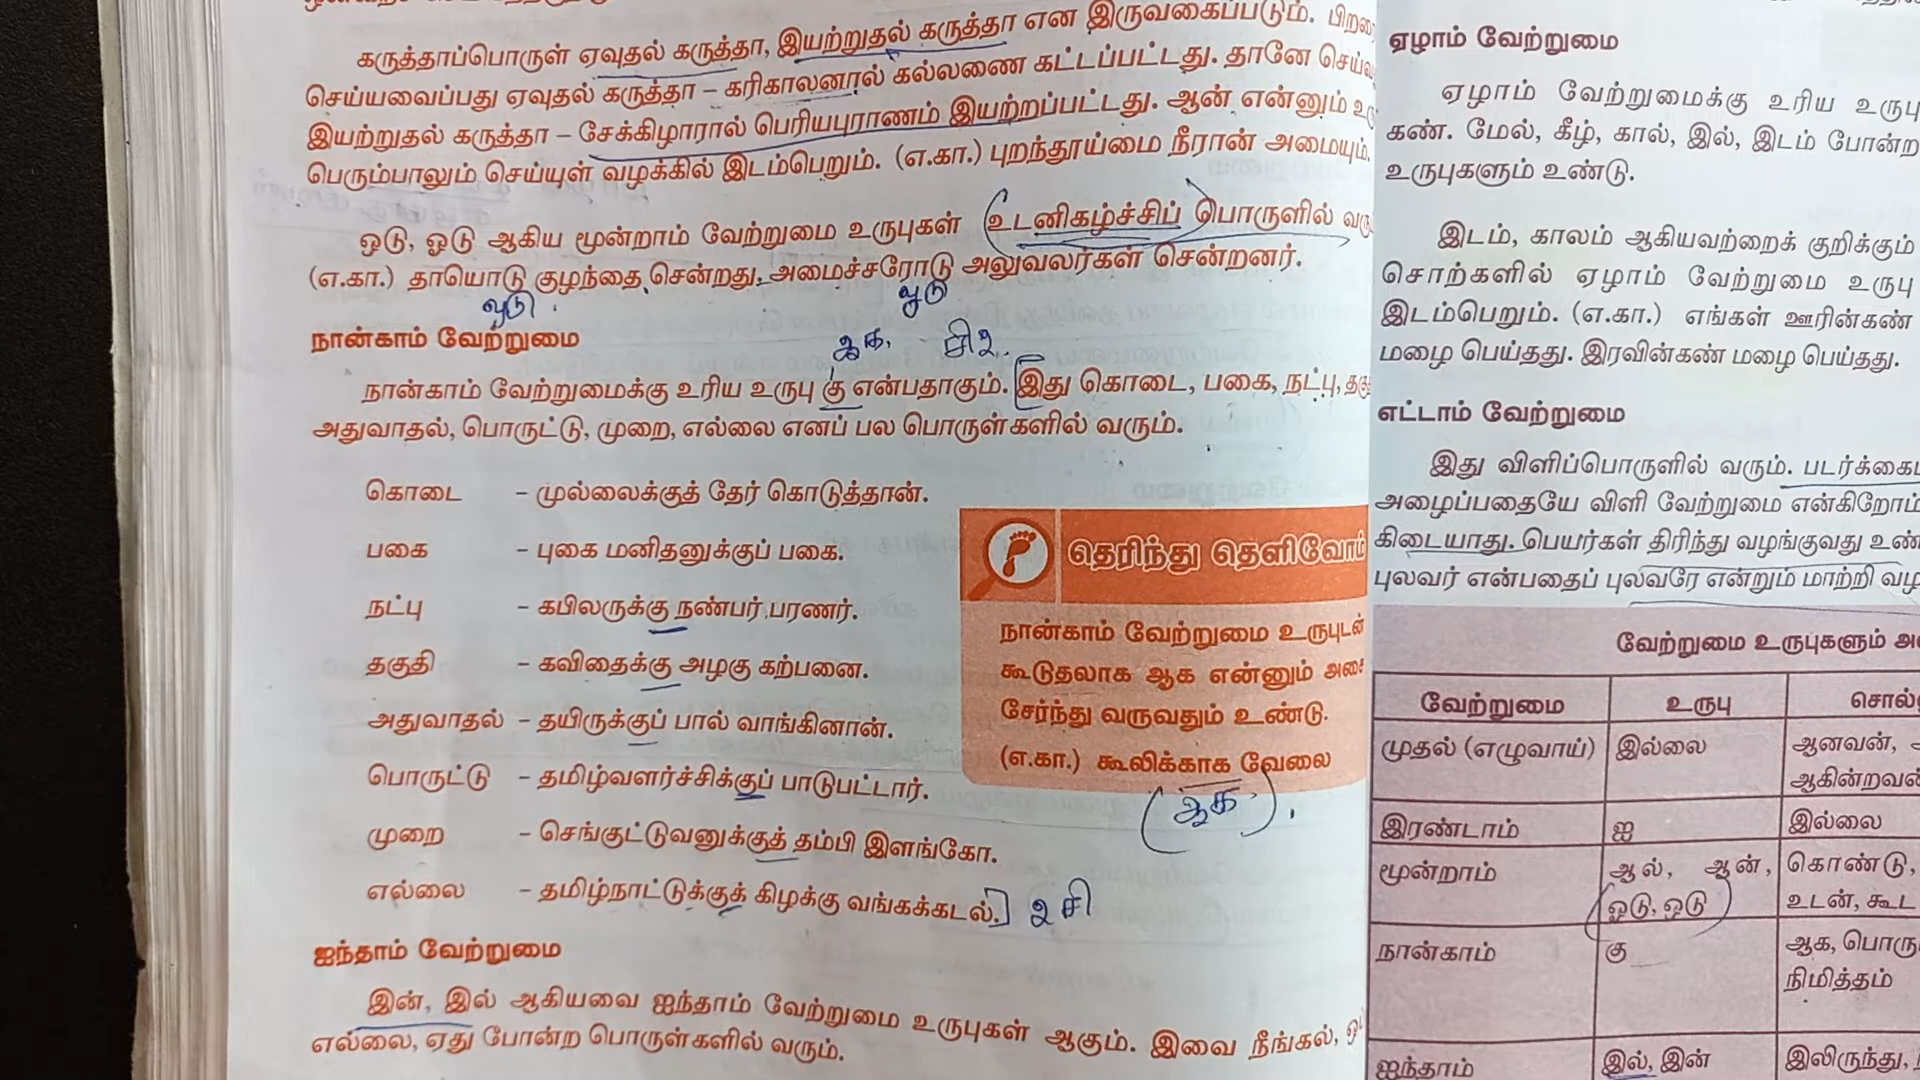 கருத்தாப்பொருள் ஏவுதல் கருத்தா, இயற்றுதல் கருத்தா என இருவகைப்படும்.
செய்யவைப்பது ஏவுதல் கருத்தா – கரிகாலனால் கல்லணை கட்டப்பட்டது. தானே
இயற்றுதல் கருத்தா – சேக்கிழாரால் பெரியபுராணம் இயற்றப்பட்டது. ஆன் என்னும்
பெரும்பாலும் செய்யுள் வழக்கில் இடம்பெறும். (எ.கா.) புறந்தூய்மை நீரான் அமையும்.
ஒடு, ஓடு ஆகிய மூன்றாம் வேற்றுமை உருபுகள் உடனிகழ்ச்சிப் பொருளில்
(எ.கா.) தாயொடு குழந்தை சென்றது, அமைச்சரோடு அலுவலர்கள் சென்றனர்.
ஒடு. ஓடு
நான்காம் வேற்றுமை
ஆக.
நான்காம் வேற்றுமைக்கு உரிய உருபு கு என்பதாகும். இது கொடை, பகை, நட்பு,
அதுவாதல், பொருட்டு, முறை, எல்லை எனப் பல பொருள்களில் வரும்.
கொடை – முல்லைக்குத் தேர் கொடுத்தான்.
பகை – புகை மனிதனுக்குப் பகை.
நட்பு – கபிலருக்கு நண்பர் பரணர்.
தகுதி – கவிதைக்கு அழகு கற்பனை.
அதுவாதல் – தயிருக்குப் பால் வாங்கினான்.
பொருட்டு – தமிழ்வளர்ச்சிக்குப் பாடுபட்டார்.
முறை – செங்குட்டுவனுக்குத் தம்பி இளங்கோ.
எல்லை – தமிழ்நாட்டுக்குக் கிழக்கு வங்கக்கடல்.
தெரிந்து தெளிவோம்
நான்காம் வேற்றுமை உருபுடன்
கூடுதலாக ஆக என்னும்
சேர்ந்து வருவதும் உண்டு.
(எ.கா.) கூலிக்காக வேலை
(ஆக).
ஐந்தாம் வேற்றுமை
இன், இல் ஆகியவை ஐந்தாம் வேற்றுமை உருபுகள் ஆகும். இவை நீங்கல்,
எல்லை, ஏது போன்ற பொருள்களில் வரும்.
ஏழாம் வேற்றுமை
ஏழாம் வேற்றுமைக்கு உரிய உருபு
கண். மேல், கீழ், கால், இல், இடம் போன்ற
உருபுகளும் உண்டு.
இடம், காலம் ஆகியவற்றைக் குறிக்கும்
சொற்களில் ஏழாம் வேற்றுமை உருபு
இடம்பெறும். (எ.கா.) எங்கள் ஊரின்கண்
மழை பெய்தது. இரவின்கண் மழை பெய்தது.
எட்டாம் வேற்றுமை
இது விளிப்பொருளில் வரும்.
அழைப்பதையே விளி வேற்றுமை என்கிறோம்
கிடையாது. பெயர்கள் திரிந்து வழங்குவது
புலவர் என்பதைப் புலவரே என்றும் மாற்றி
வேற்றுமை உருபுகளும்
வேற்றுமை உருபு
முதல் (எழுவாய்) இல்லை ஆனவன்,
ஆகின்றவன்
இரண்டாம் ஐ இல்லை
மூன்றாம் ஆல், ஆன், கொண்டு,
ஒடு, ஓடு உடன், கூட
நான்காம் கு ஆக,
நிமித்தம்
ஐந்தாம் இல், இன் இலிருந்து,